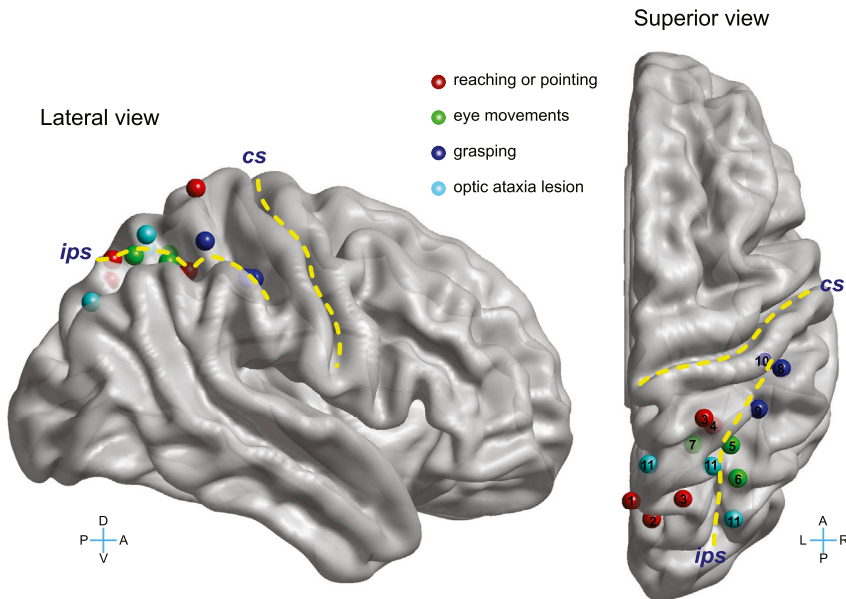 Superior view
reaching or pointing
Lateral view
eye movements
cs
grasping
optic ataxia lesion
ips
cs
10
8
9
3
4
7
5
11
11
6
1
3
2
11
D
P A
V
A
L R
P
ips